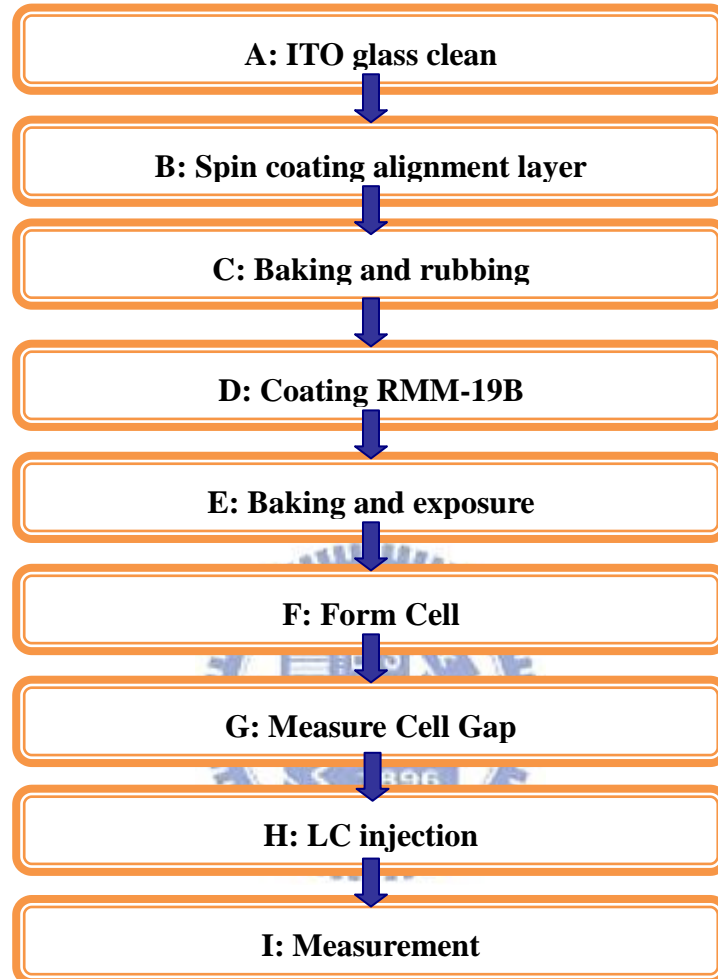 A: ITO glass clean
B: Spin coating alignment layer
C: Baking and rubbing
D: Coating RMM-19B
E: Baking and exposure
F: Form Cell
G: Measure Cell Gap
1896
H: LC injection
I: Measurement